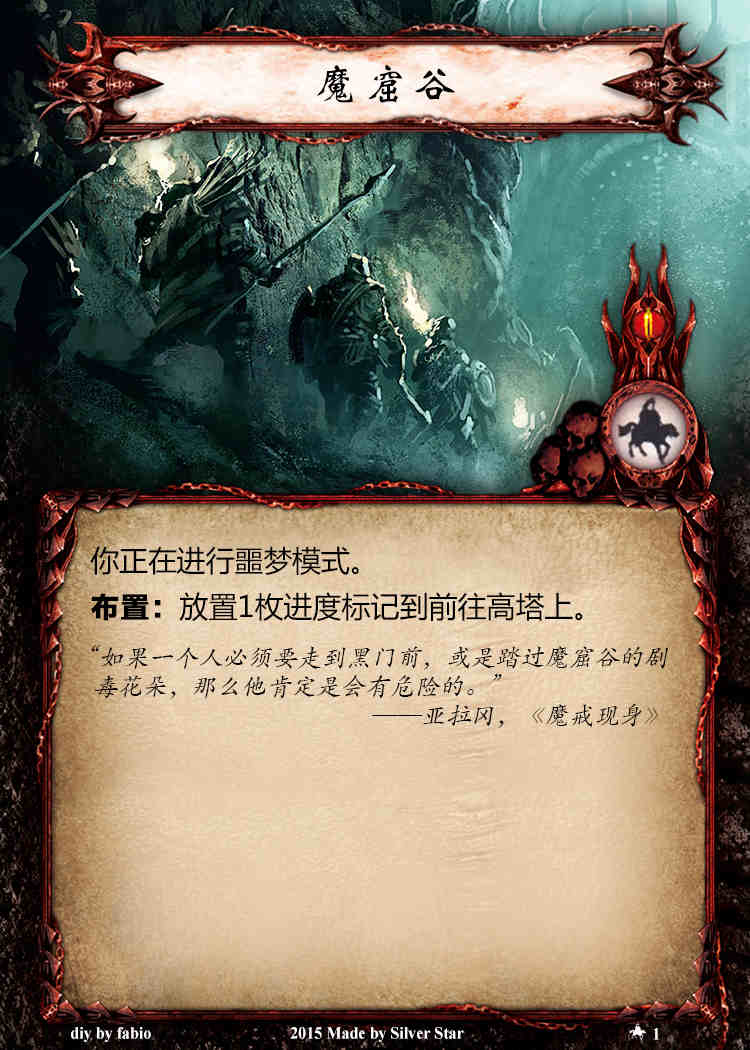 魔窟谷
你正在进行噩梦模式。
布置：放置1枚进度标记到前往高塔上。
“如果一个人必须要走到黑门前，或是踏过魔窟谷的剧
毒花朵，那么他肯定是会有危险的。”
——亚拉冈，《魔戒现身》
diy by fabio
2015 Made by Silver Star
1